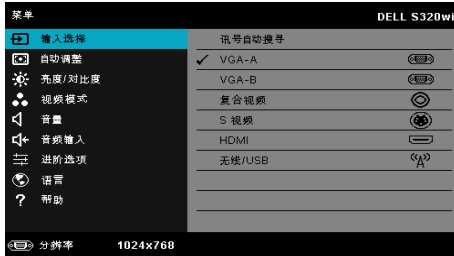 菜单 DELL S320wi
输入选择 讯号自动搜寻
自动调整 VGA-A
亮度/对比度 VGA-B
视频模式 复合视频
音量 S 视频
音频输入 HDMI
进阶选项 无线/USB
语言
? 帮助
分辨率 1024x768